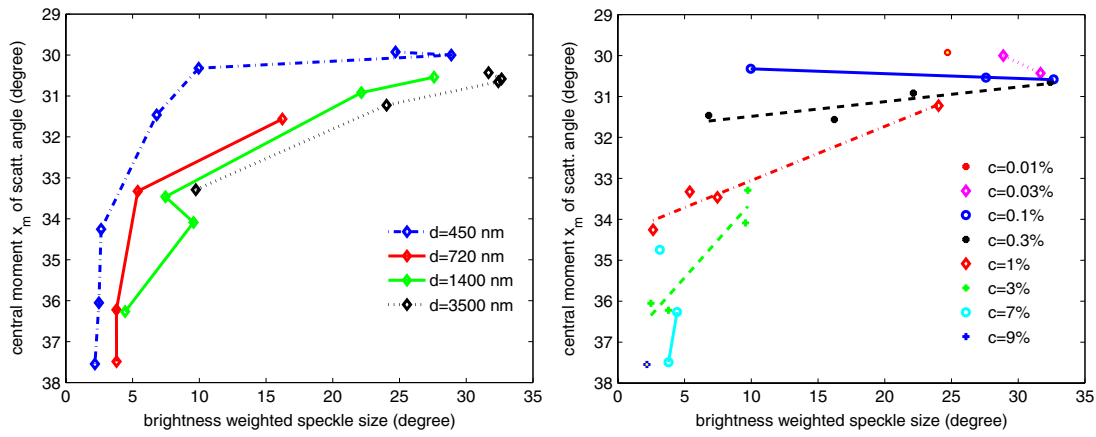 29
30
31
32
33
34
35
36
37
38
central moment x_m of scatt. angle (degree)
0 5 10 15 20 25 30 35
brightness weighted speckle size (degree)
d=450 nm
d=720 nm
d=1400 nm
d=3500 nm
29
30
31
32
33
34
35
36
37
38
central moment x_m of scatt. angle (degree)
0 5 10 15 20 25 30 35
brightness weighted speckle size (degree)
c=0.01%
c=0.03%
c=0.1%
c=0.3%
c=1%
c=3%
c=7%
c=9%